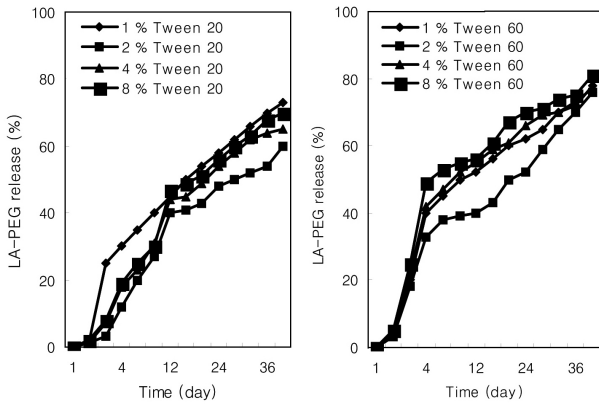 100
80
60
40
20
0
LA-PEG release (%)
1 % Tween 20
2 % Tween 20
4 % Tween 20
8 % Tween 20
1 4 12 24 36
Time (day)
100
80
60
40
20
0
LA-PEG release (%)
1 % Tween 60
2 % Tween 60
4 % Tween 60
8 % Tween 60
1 4 12 24 36
Time (day)